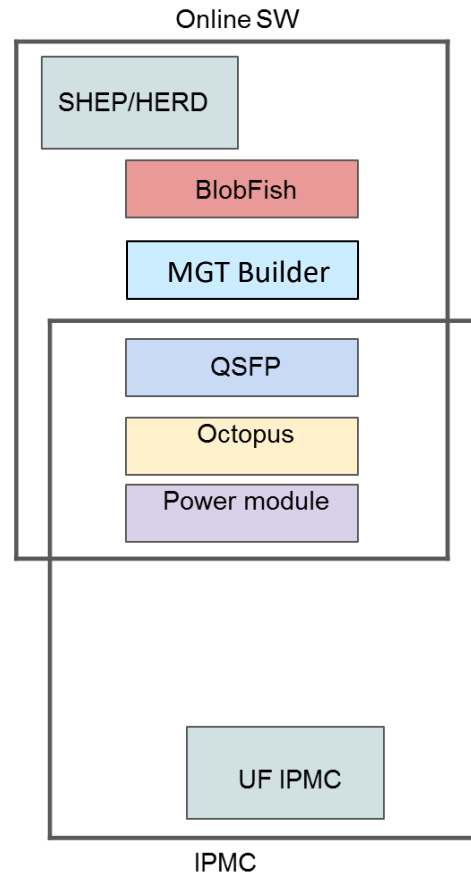 Online SW
SHEP/HERD
BlobFish
MGT Builder
QSFP
Octopus
Power module
UF IPMC
IPMC